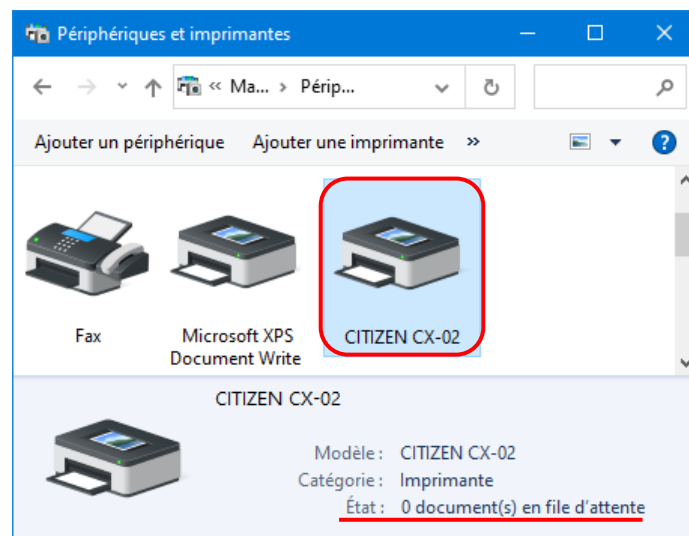 Périphériques et imprimantes
« Ma... › Périp...
Ajouter un périphérique Ajouter une imprimante »
Fax
Microsoft XPS
Document Write
CITIZEN CX-02
CITIZEN CX-02
Modèle : CITIZEN CX-02
Catégorie : Imprimante
État : 0 document(s) en file d'attente